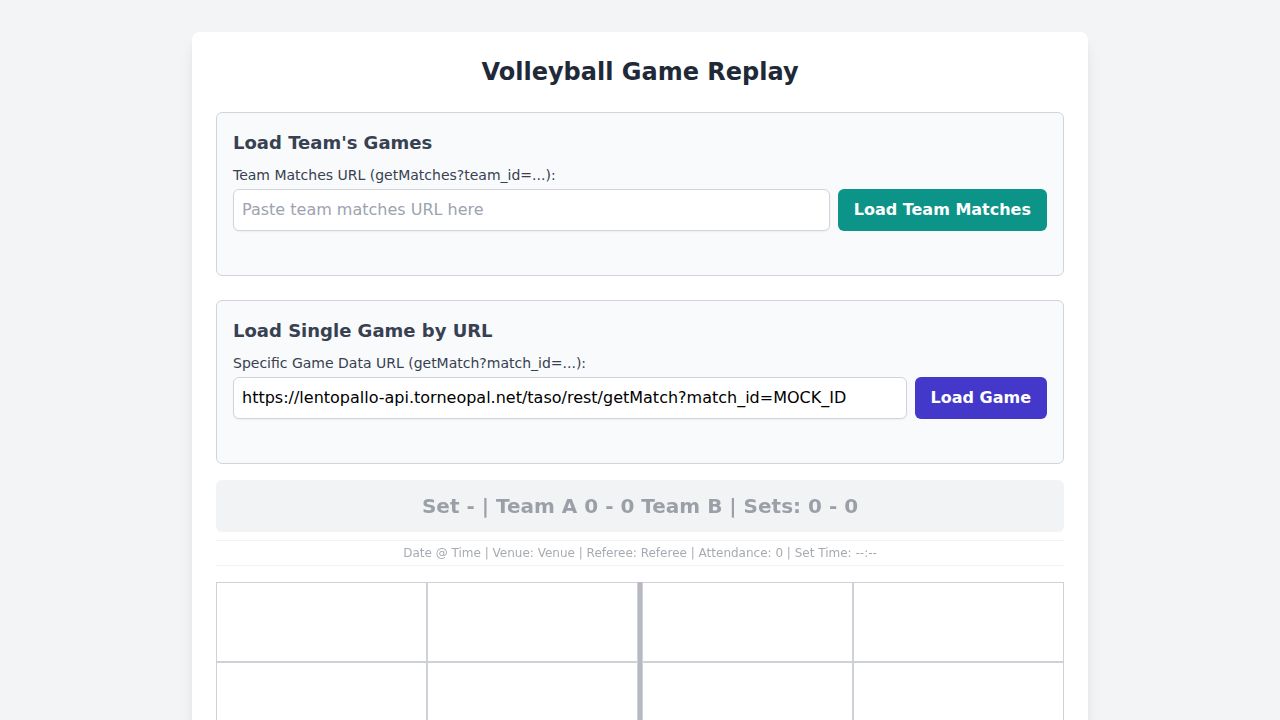 Volleyball Game Replay
Load Team's Games
Team Matches URL (getMatches?team_id=...):
Paste team matches URL here
Load Team Matches
Load Single Game by URL
Specific Game Data URL (getMatch?match_id=...):
https://lentopallo-api.torneopal.net/taso/rest/getMatch?match_id=MOCK_ID
Load Game
Set - | Team A 0 - 0 Team B | Sets: 0 - 0
Date @ Time | Venue: Venue | Referee: Referee | Attendance: 0 | Set Time: --:--